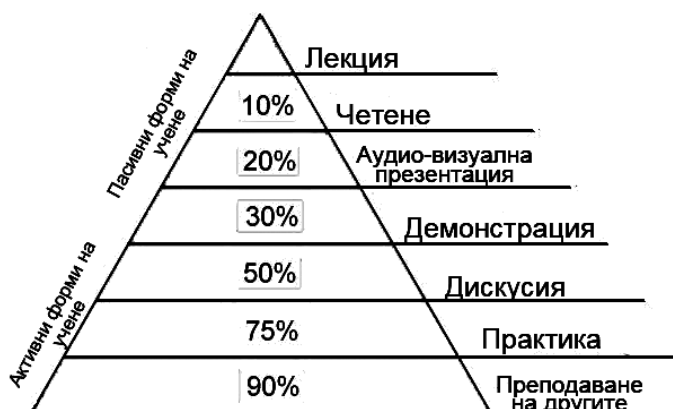 Пасивни форми на
учене
Активни форми на
учене
Лекция
10%
Четене
20%
Аудио-визуална
презентация
30%
Демонстрация
50%
Дискусия
75%
Практика
90%
Преподаване
на другите